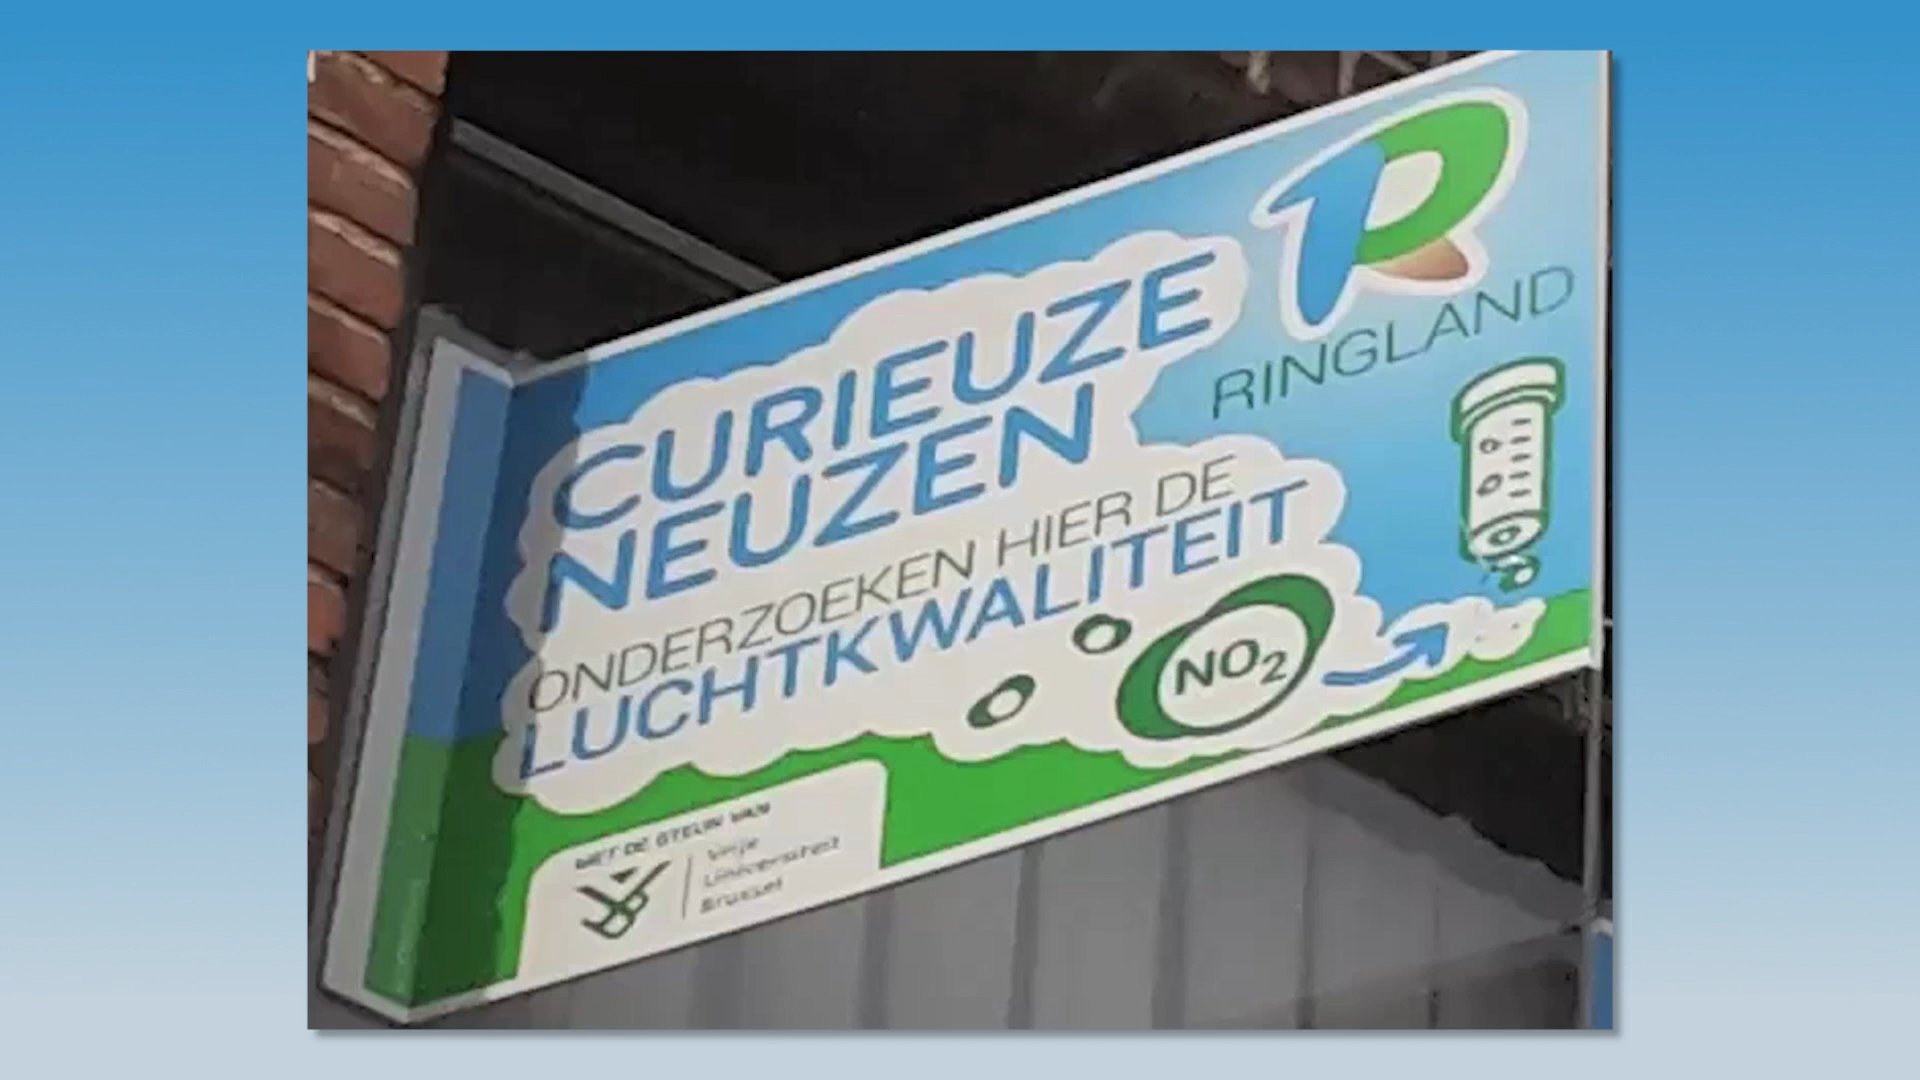 CURIEUZE
NEUZEN
ONDERZOEKEN HIER DE
LUCHTKWALITEIT
RINGLAND
NO2
MET DE STEUN VAN
Vrije
Universiteit
Brussel